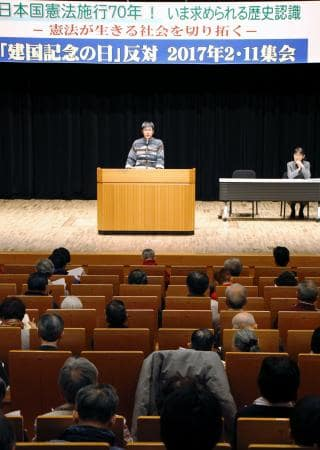 日本国憲法施行70年！ いま求められる歴史認識
－憲法が生きる社会を切り拓く－
「建国記念の日」反対 2017年2・11集会